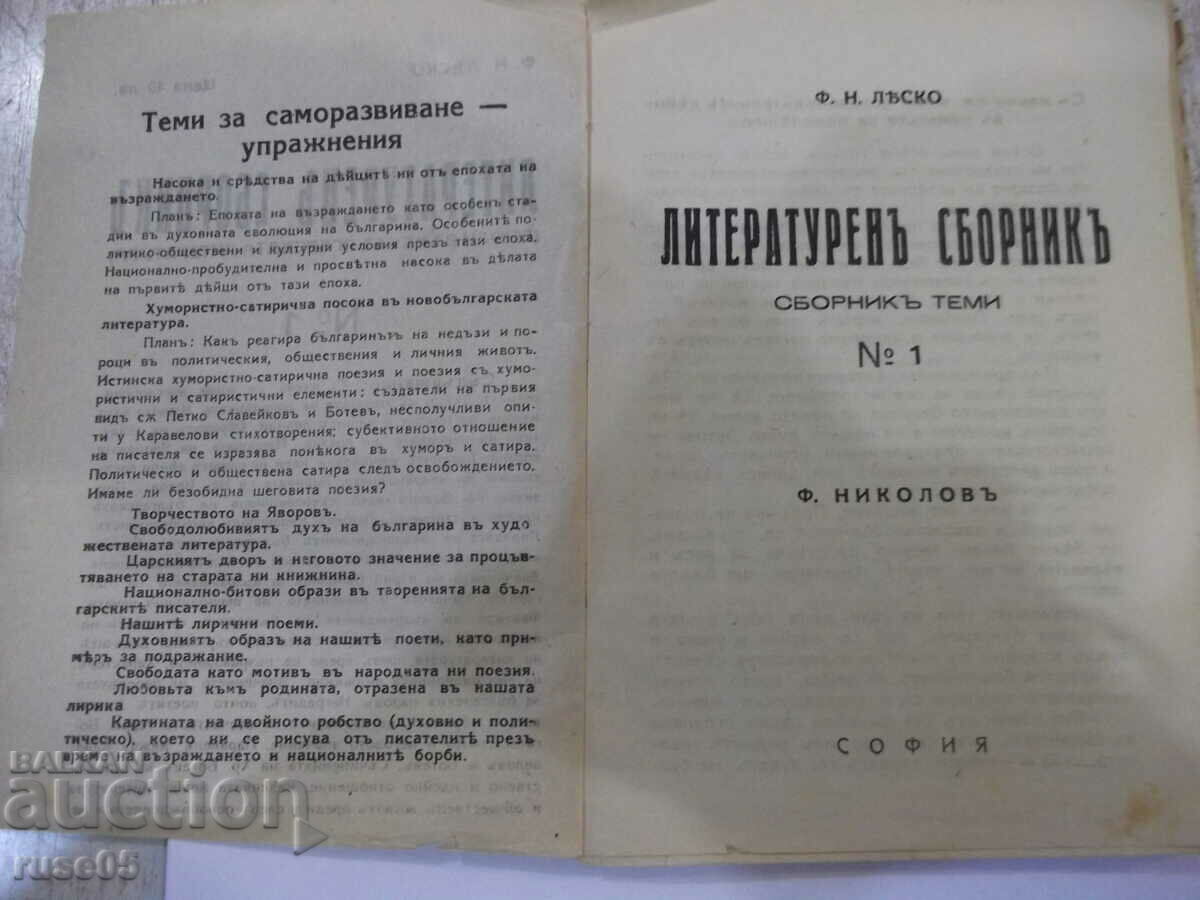 Теми за саморазвиване —
упражнения
Насока и срѣдства на дѣйцитѣ ни отъ епохата на
възраждането.
Планъ: Епохата на възраждането като особенъ ста-
дии въ духовната еволюция на българина. Особенитѣ по-
литико-обществени и културни условия презъ тази епоха.
Национално-пробудителна и просвѣтна насока въ дѣлата
на първитѣ дѣйци отъ тази епоха.
Хумористно-сатирична посока въ новобългарската
литература.
Планъ: Какъ реагира българинътъ на недъзи и по-
роци въ политическия, обществения и личния животъ.
Истинска хумористно-сатирична поезия и поезия съ хумо-
ристични и сатиристични елементи: създатели на първия
видъ сѫ Петко Славейковъ и Ботевъ, несполучливи опи-
ти у Каравелови стихотворения; субективното отношение
на писателя се изразява понѣкога въ хуморъ и сатира.
Политическо и обществена сатира следъ освобождението.
Имаме ли безобидна шеговита поезия?
Творчеството на Яворовъ.
Свободолюбивиятъ духъ на българина въ худо
жествената литература.
Царскиятъ дворъ и неговото значение за процъв-
тяването на старата ни книжнина.
Национално-битови образи въ творенията на бъл-
гарскитѣ писатели.
Нашитѣ лирични поеми.
Духовниятъ образъ на нашитѣ поети, като при-
мѣръ за подражание.
Свободата като мотивъ въ народната ни поезия.
Любовьта къмъ родината, отразена въ нашата
лирика
Картината на двойното робство (духовно и поли-
тическо), което ни се рисува отъ писателитѣ презъ
време на възраждането и националнитѣ борби.
Ф. Н. ЛѢСКО
ЛИТЕРАТУРЕНЪ СБОРНИКЪ
СБОРНИКЪ ТЕМИ
№ 1
Ф. НИКОЛОВЪ
СОФИЯ
BALKAN
auction
ruse05